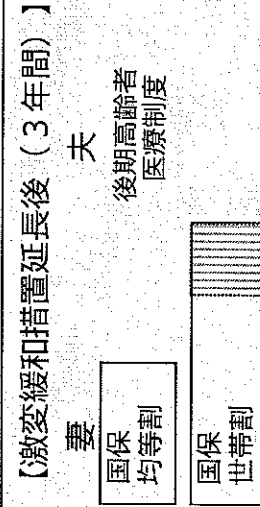 【激変緩和措置延長後（3年間）】
妻
夫
国保
均等割
後期高齢者
医療制度
国保
世帯割